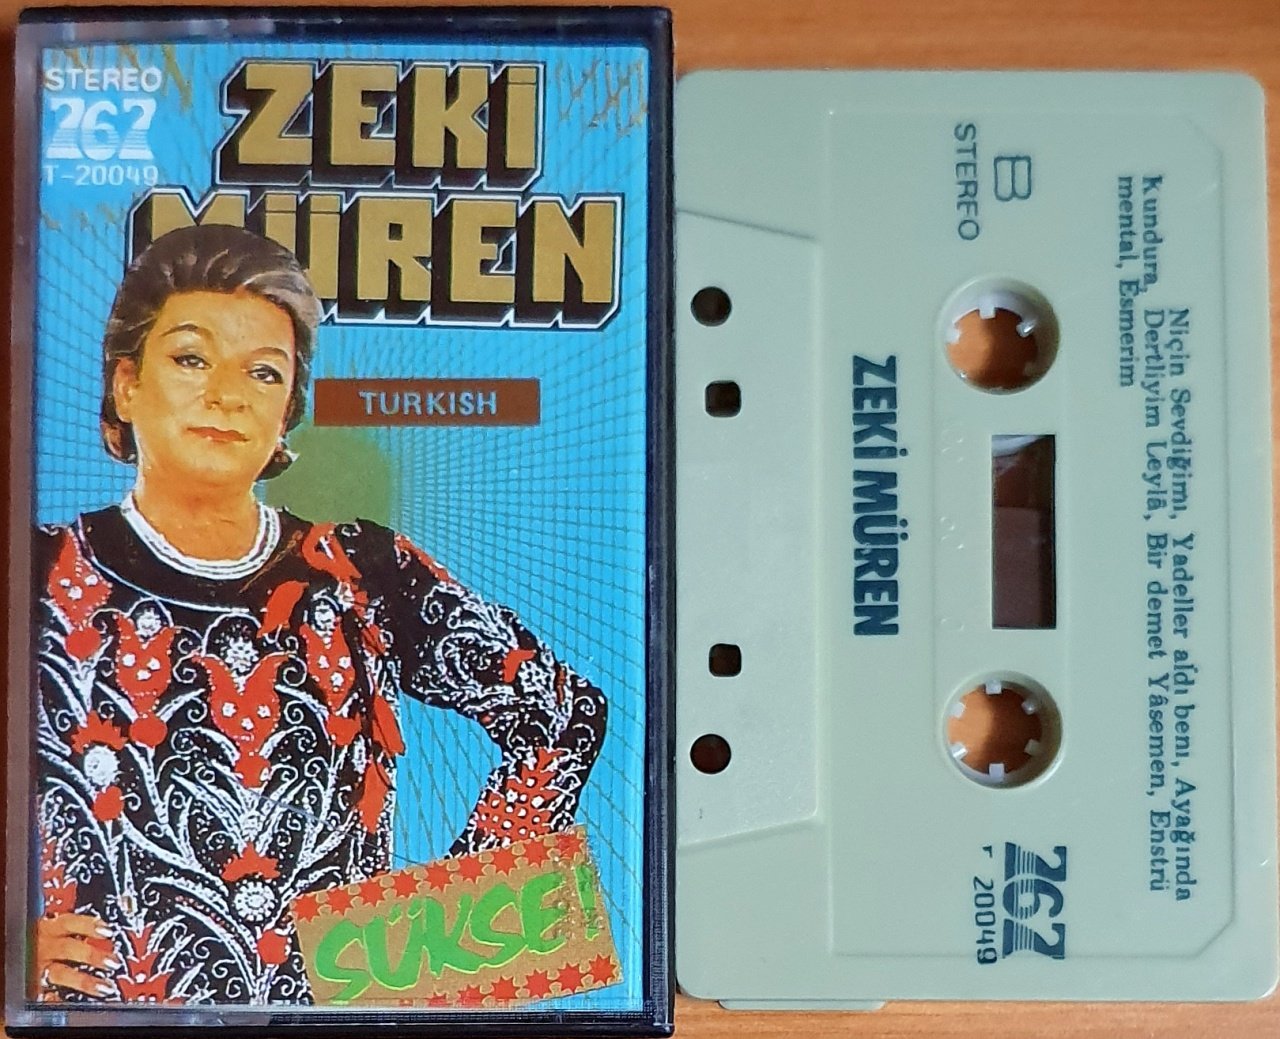 STEREO
262
T-20049
ZEKİ
MÜREN
TURKISH
SÜKSE!
B
STEREO
Niçin Sevdiğimi, Yadeller aldı beni, Ayağında
Kundura, Dertliyim Leylâ, Bir demet Yâsemen, Enstrü
mental, Esmerim
ZEKİ MÜREN
262
T 20049